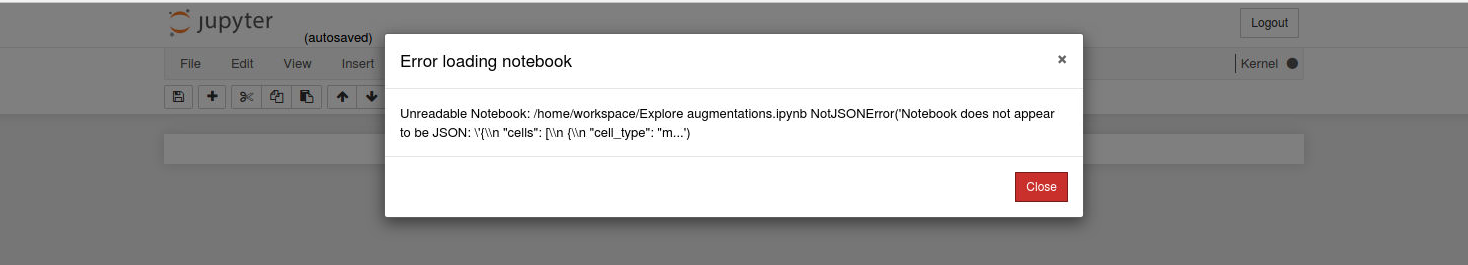 jupyter
(autosaved)
Logout
File Edit View Insert
Kernel
Error loading notebook
×
Unreadable Notebook: /home/workspace/Explore augmentations.ipynb NotJSONError('Notebook does not appear
to be JSON: \'{\\n "cells": [\\n {\\n "cell_type": "m...')
Close